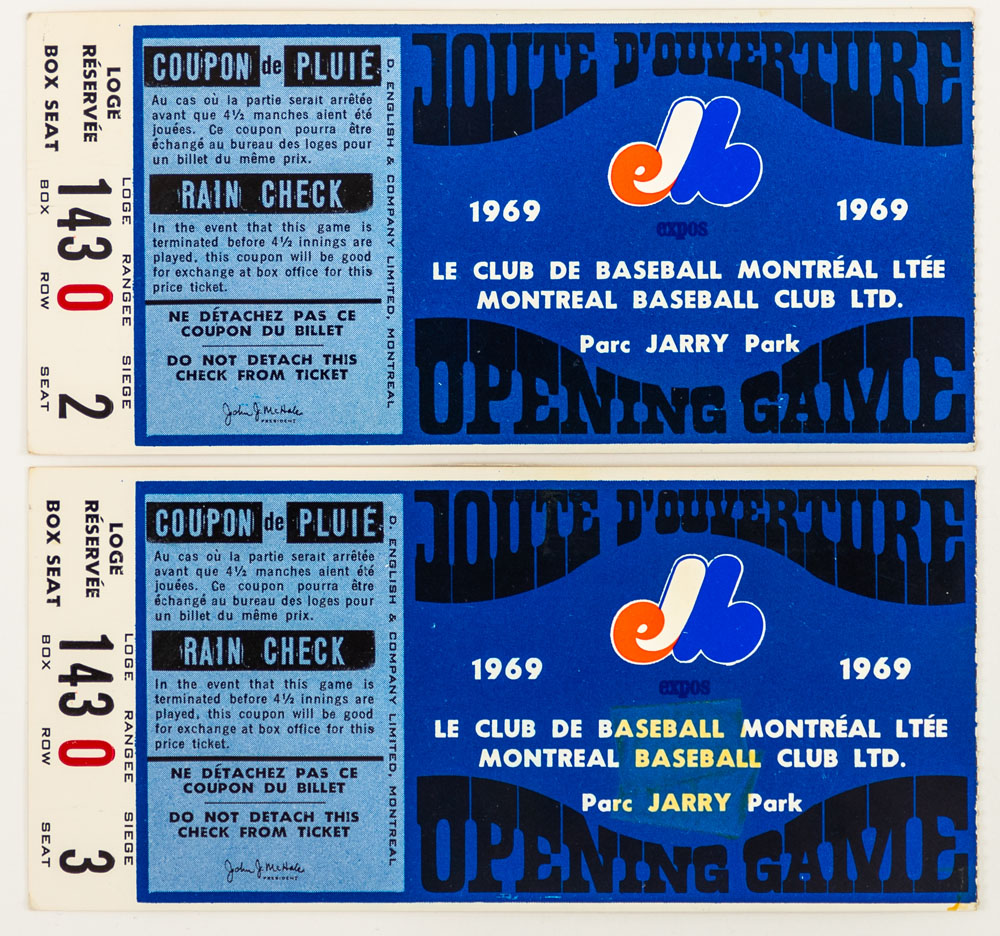 LOGE
RÉSERVÉE
BOX SEAT
LOGE RANGEE SIEGE
143 0 2
BOX ROW SEAT
COUPON de PLUIÉ
Au cas où la partie serait arrêtée
avant que 4½ manches aient été
jouées. Ce coupon pourra être
échangé au bureau des loges pour
un billet du même prix.
RAIN CHECK
In the event that this game is
terminated before 4½ innings are
played, this coupon will be good
for exchange at box office for this
price ticket.
NE DÉTACHEZ PAS CE
COUPON DU BILLET
DO NOT DETACH THIS
CHECK FROM TICKET
John J. McHale
PRESIDENT
D. ENGLISH & COMPANY LIMITED, MONTREAL
JOUTE D'OUVERTURE
1969 1969
expos
LE CLUB DE BASEBALL MONTRÉAL LTÉE
MONTREAL BASEBALL CLUB LTD.
Parc JARRY Park
OPENING GAME
LOGE
RÉSERVÉE
BOX SEAT
LOGE RANGEE SIEGE
143 0 3
BOX ROW SEAT
COUPON de PLUIÉ
Au cas où la partie serait arrêtée
avant que 4½ manches aient été
jouées. Ce coupon pourra être
échangé au bureau des loges pour
un billet du même prix.
RAIN CHECK
In the event that this game is
terminated before 4½ innings are
played, this coupon will be good
for exchange at box office for this
price ticket.
NE DÉTACHEZ PAS CE
COUPON DU BILLET
DO NOT DETACH THIS
CHECK FROM TICKET
John J. McHale
PRESIDENT
D. ENGLISH & COMPANY LIMITED, MONTREAL
JOUTE D'OUVERTURE
1969 1969
expos
LE CLUB DE BASEBALL MONTRÉAL LTÉE
MONTREAL BASEBALL CLUB LTD.
Parc JARRY Park
OPENING GAME